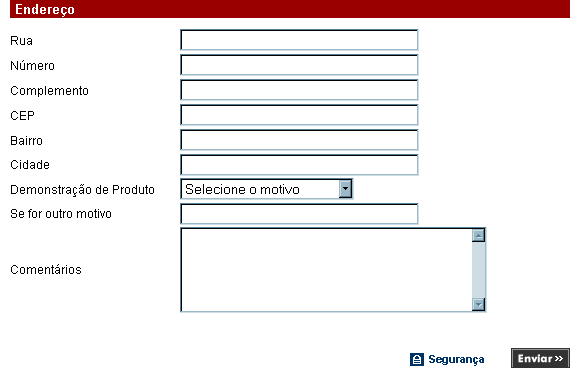 Endereço
Rua
Número
Complemento
CEP
Bairro
Cidade
Demonstração de Produto Selecione o motivo
Se for outro motivo
Comentários
Segurança Enviar >>